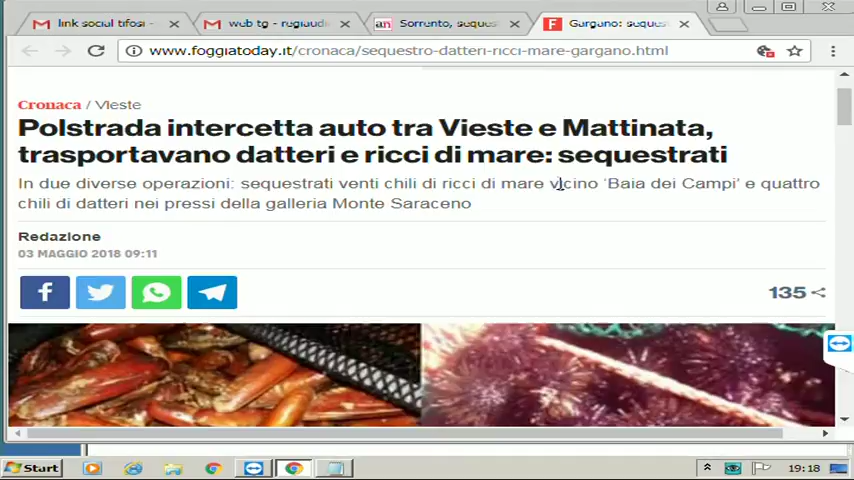 link social tifosi -
web tg - regiaudi
Sorrento, seques
Gargano: seques
www.foggiatoday.it/cronaca/sequestro-datteri-ricci-mare-gargano.html
Cronaca / Vieste
Polstrada intercetta auto tra Vieste e Mattinata,
trasportavano datteri e ricci di mare: sequestrati
In due diverse operazioni: sequestrati venti chili di ricci di mare vicino 'Baia dei Campi' e quattro
chili di datteri nei pressi della galleria Monte Saraceno
Redazione
03 MAGGIO 2018 09:11
135
Start
19:18